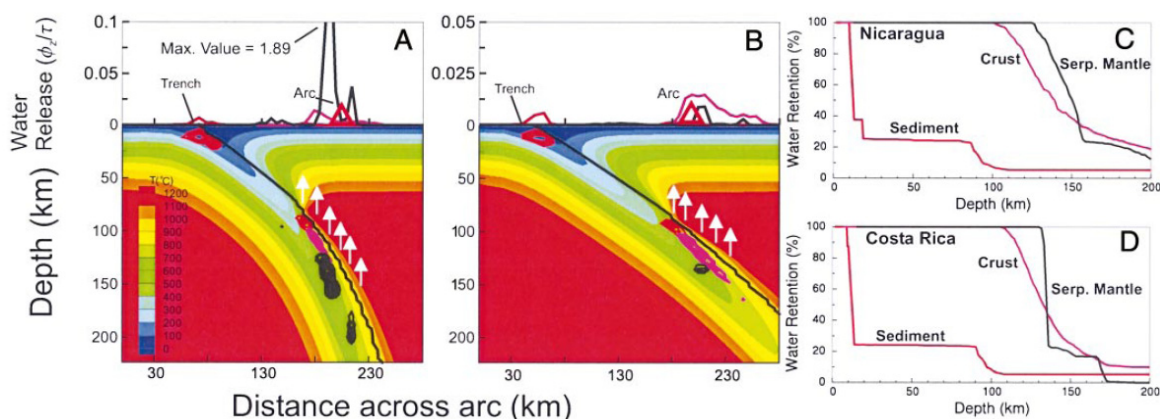 0.1
0.05
0
Water
Release (ϕz/τ)
Max. Value = 1.89
A
Trench
Arc
0.05
0.025
0
B
Trench
Arc
Depth (km)
0
50
100
150
200
T(°C)
1200
1100
1000
900
800
700
600
500
400
300
200
100
0
30
130
230
0
50
100
150
200
30
130
230
Distance across arc (km)
Water Retention (%)
100
80
60
40
20
0
Nicaragua
C
Crust
Serp. Mantle
Sediment
0
50
100
150
200
Depth (km)
Water Retention (%)
100
80
60
40
20
0
Costa Rica
D
Crust
Serp. Mantle
Sediment
0
50
100
150
200
Depth (km)